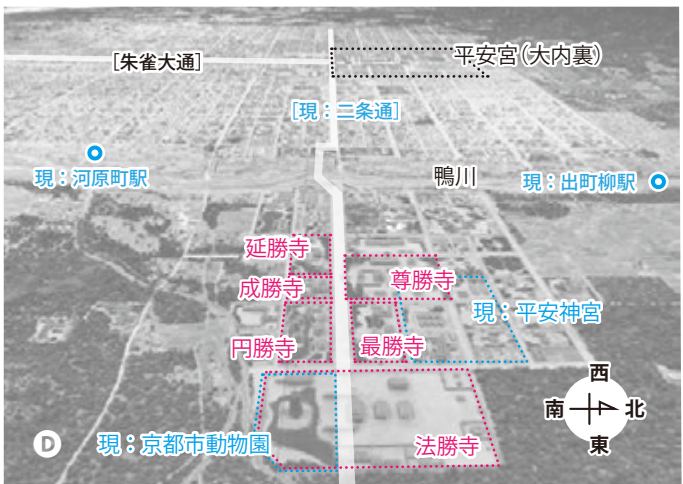 [朱雀大通]
平安宮（大内裏）
[現：二条通]
現：河原町駅
鴨川
現：出町柳駅
延勝寺
成勝寺
尊勝寺
現：平安神宮
円勝寺
最勝寺
西
南
北
東
D
現：京都市動物園
法勝寺